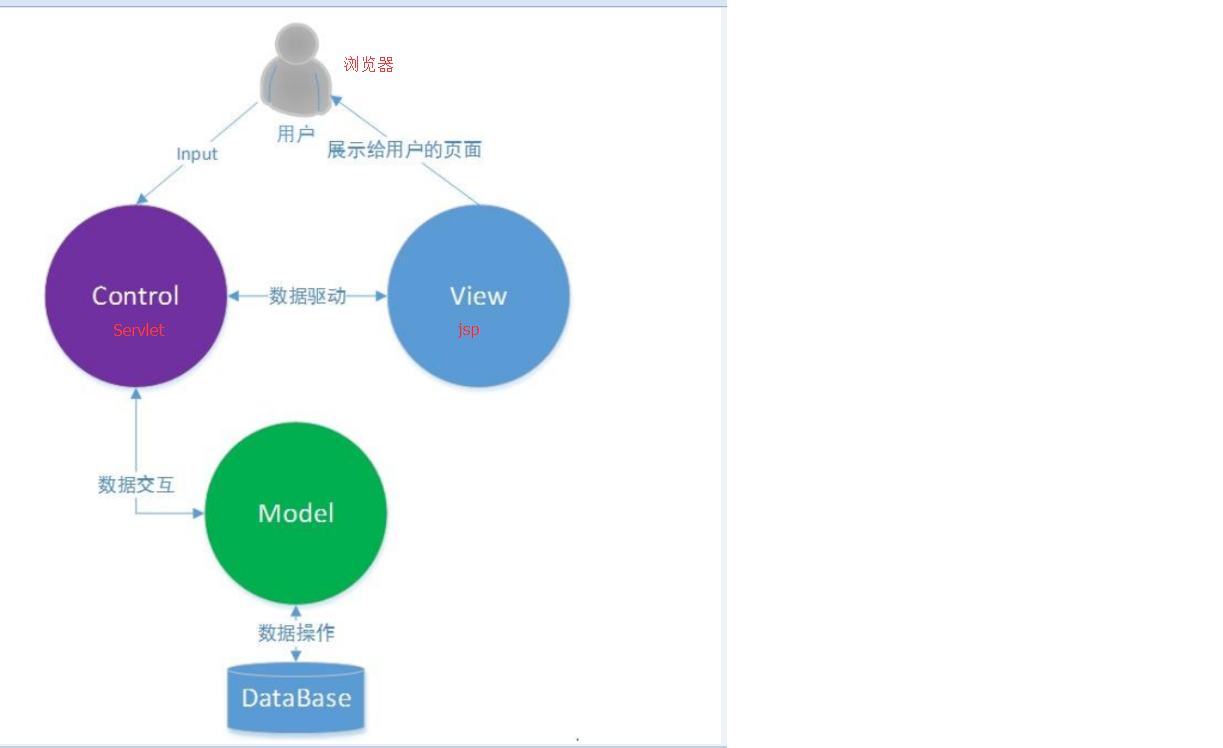 浏览器
用户
Input
展示给用户的页面
Control
Servlet
数据驱动
View
jsp
数据交互
Model
数据操作
DataBase